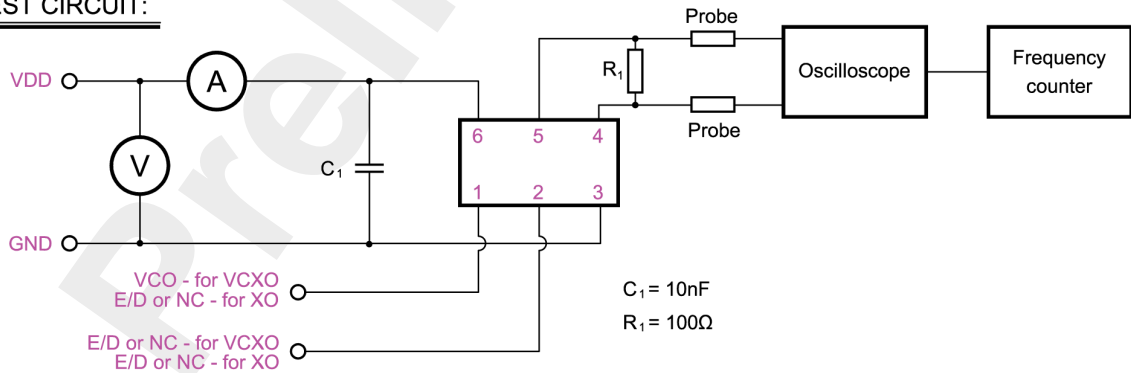 EST CIRCUIT:
Probe
VDD
A
R₁
Oscilloscope
Frequency
counter
Probe
6 5 4
V
C₁
1 2 3
GND
VCO - for VCXO
E/D or NC - for XO
C₁ = 10nF
R₁ = 100Ω
E/D or NC - for VCXO
E/D or NC - for XO